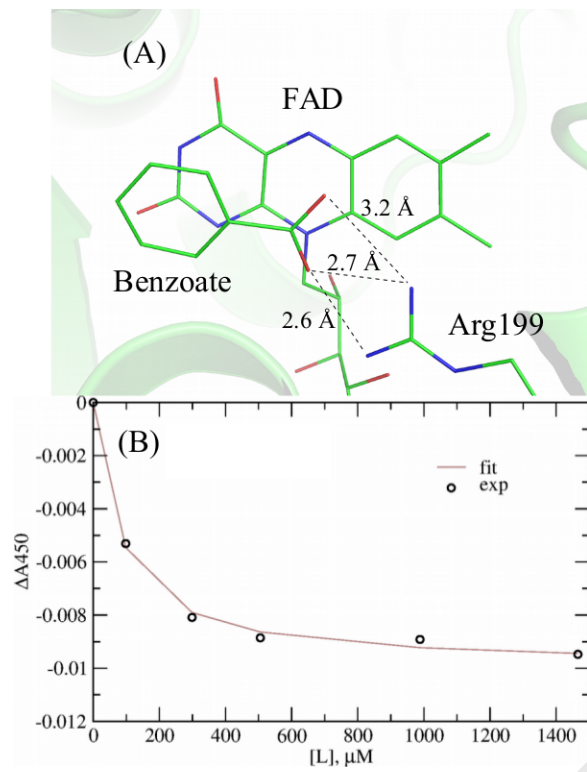 (A)
FAD
3.2 Å
Benzoate
2.7 Å
2.6 Å
Arg199
(B)
fit
exp
0
-0.002
-0.004
-0.006
-0.008
-0.01
-0.012
ΔA450
0 200 400 600 800 1000 1200 1400
[L], μM